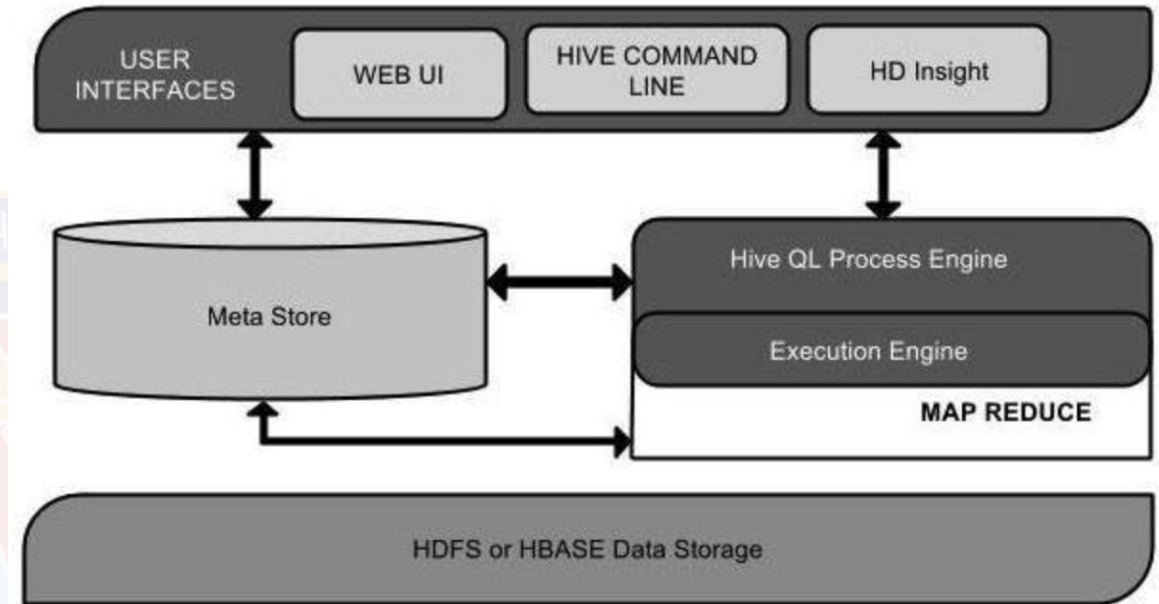 USER
INTERFACES
WEB UI
HIVE COMMAND
LINE
HD Insight
Meta Store
Hive QL Process Engine
Execution Engine
MAP REDUCE
HDFS or HBASE Data Storage